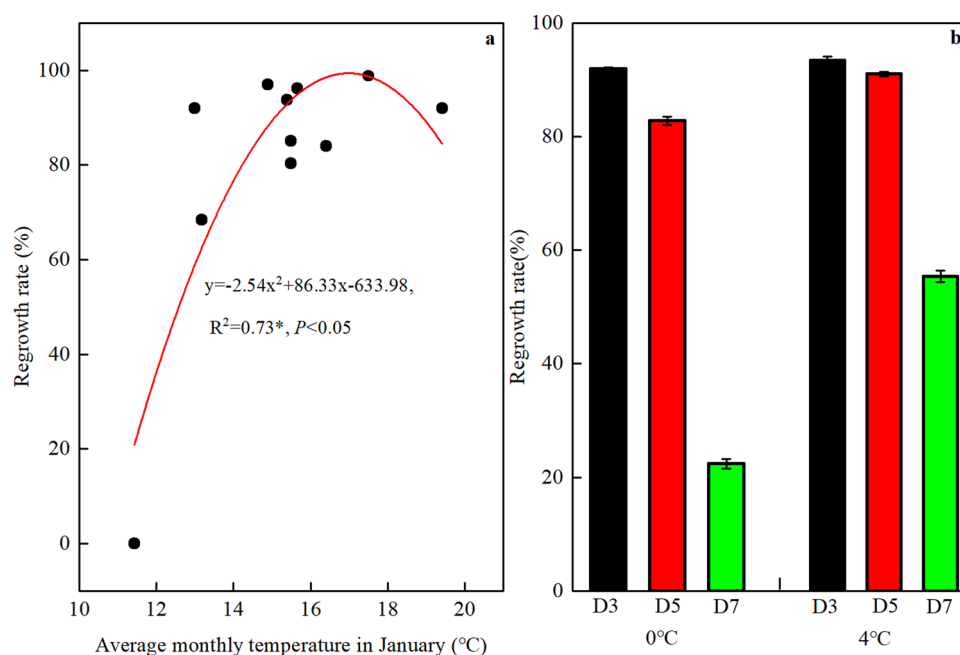 a
Regrowth rate (%)
100
80
60
40
20
0
y=-2.54x²+86.33x-633.98,
R²=0.73*, P<0.05
10 12 14 16 18 20
Average monthly temperature in January (℃)
b
Regrowth rate(%)
100
80
60
40
20
0
D3 D5 D7 D3 D5 D7
0℃ 4℃